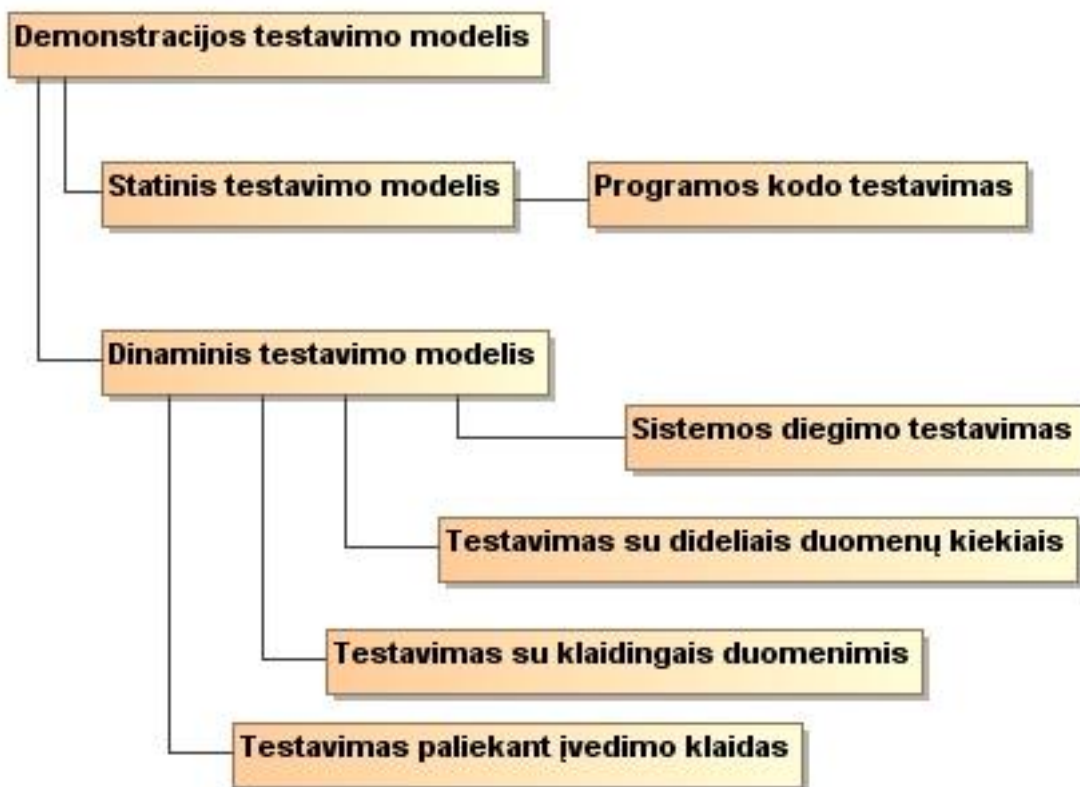 Demonstracijos testavimo modelis
Statinis testavimo modelis
Programos kodo testavimas
Dinaminis testavimo modelis
Sistemos diegimo testavimas
Testavimas su dideliais duomenų kiekiais
Testavimas su klaidingais duomenimis
Testavimas paliekant įvedimo klaidas